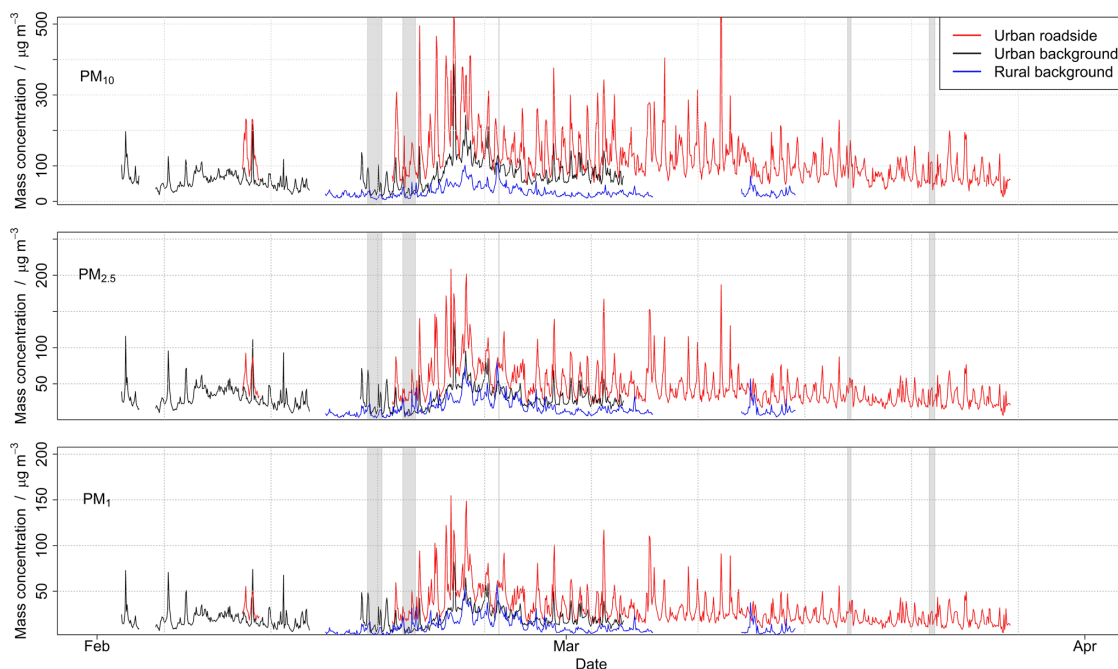 Mass concentration / μg m⁻³
500
300
100
0
PM₁₀
Urban roadside
Urban background
Rural background
Mass concentration / μg m⁻³
200
100
50
PM₂.₅
Mass concentration / μg m⁻³
200
150
100
50
PM₁
Feb
Mar
Apr
Date